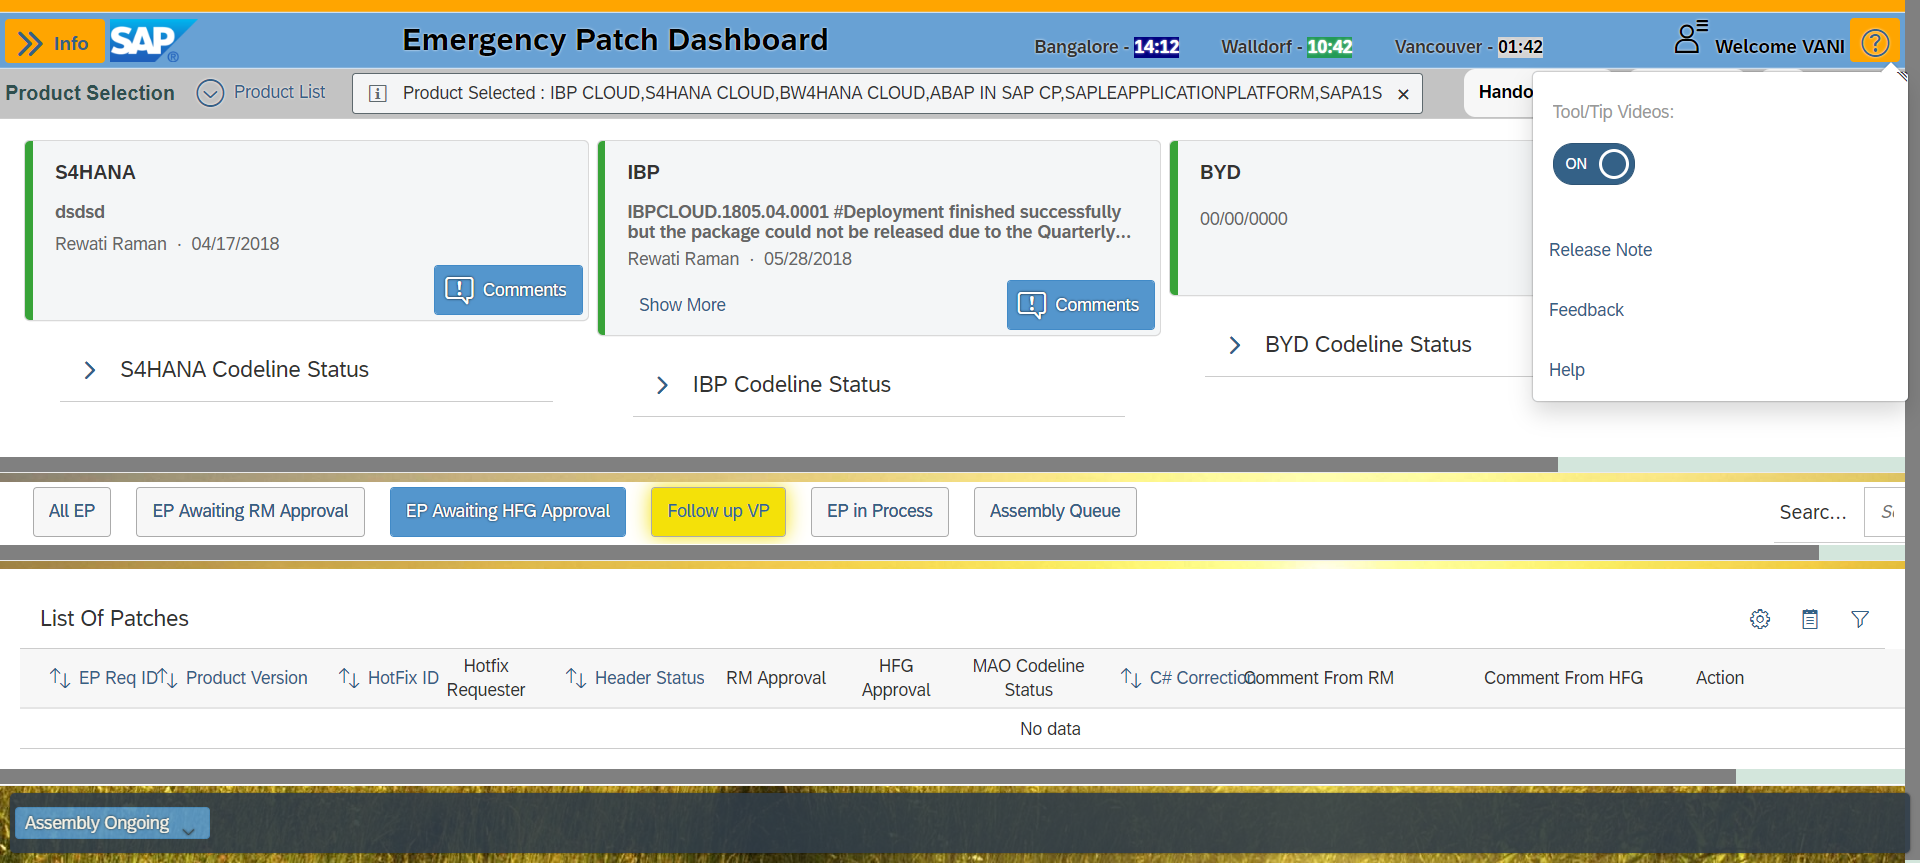 Info
SAP
Emergency Patch Dashboard
Bangalore - 14:12
Walldorf - 10:42
Vancouver - 01:42
Welcome VANI
Product Selection
Product List
Product Selected : IBP CLOUD,S4HANA CLOUD,BW4HANA CLOUD,ABAP IN SAP CP,SAPLEAPPLICATIONPLATFORM,SAPA1S
Hando
Tool/Tip Videos:
ON
Release Note
Feedback
Help
S4HANA
dsdsd
Rewati Raman · 04/17/2018
Comments
S4HANA Codeline Status
IBP
IBPCLOUD.1805.04.0001 #Deployment finished successfully
but the package could not be released due to the Quarterly...
Rewati Raman · 05/28/2018
Show More
Comments
IBP Codeline Status
BYD
00/00/0000
BYD Codeline Status
All EP
EP Awaiting RM Approval
EP Awaiting HFG Approval
Follow up VP
EP in Process
Assembly Queue
Searc...
List Of Patches
EP Req ID
Product Version
HotFix ID
Hotfix
Requester
Header Status
RM Approval
HFG
Approval
MAO Codeline
Status
C# Correction
Comment From RM
Comment From HFG
Action
No data
Assembly Ongoing